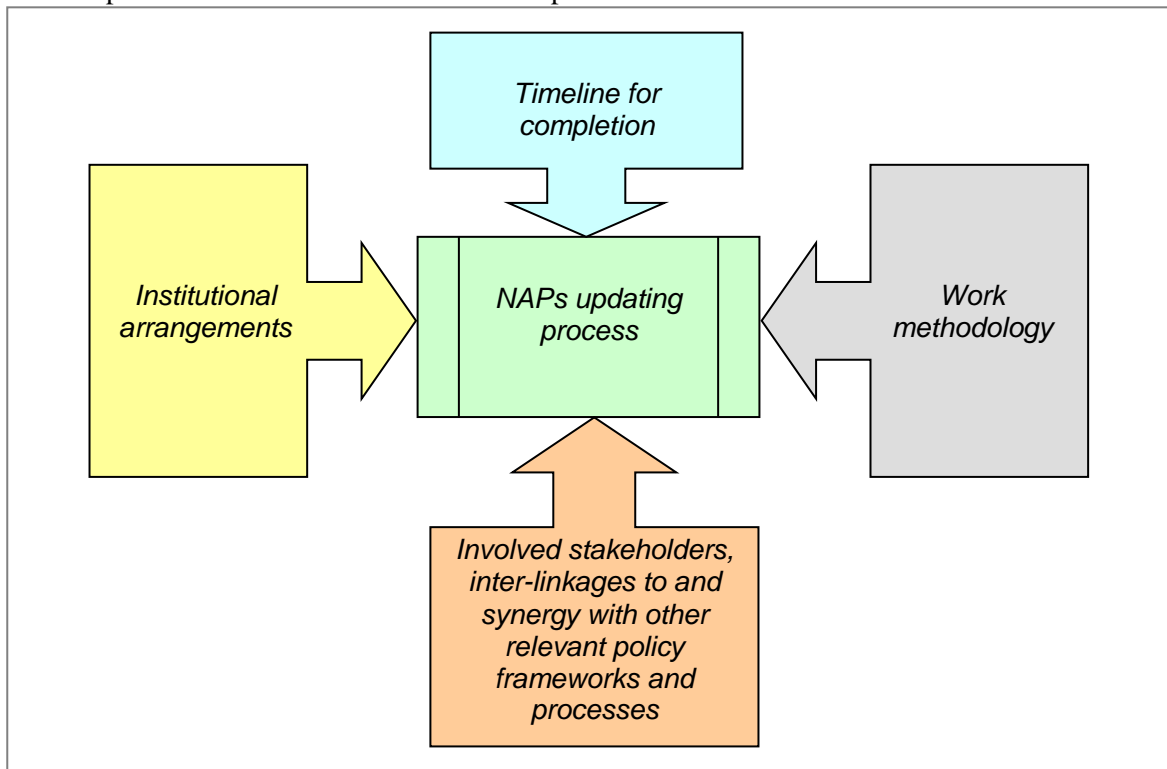 Timeline for
completion
Institutional
arrangements
NAPs updating
process
Work
methodology
Involved stakeholders,
inter-linkages to and
synergy with other
relevant policy
frameworks and
processes